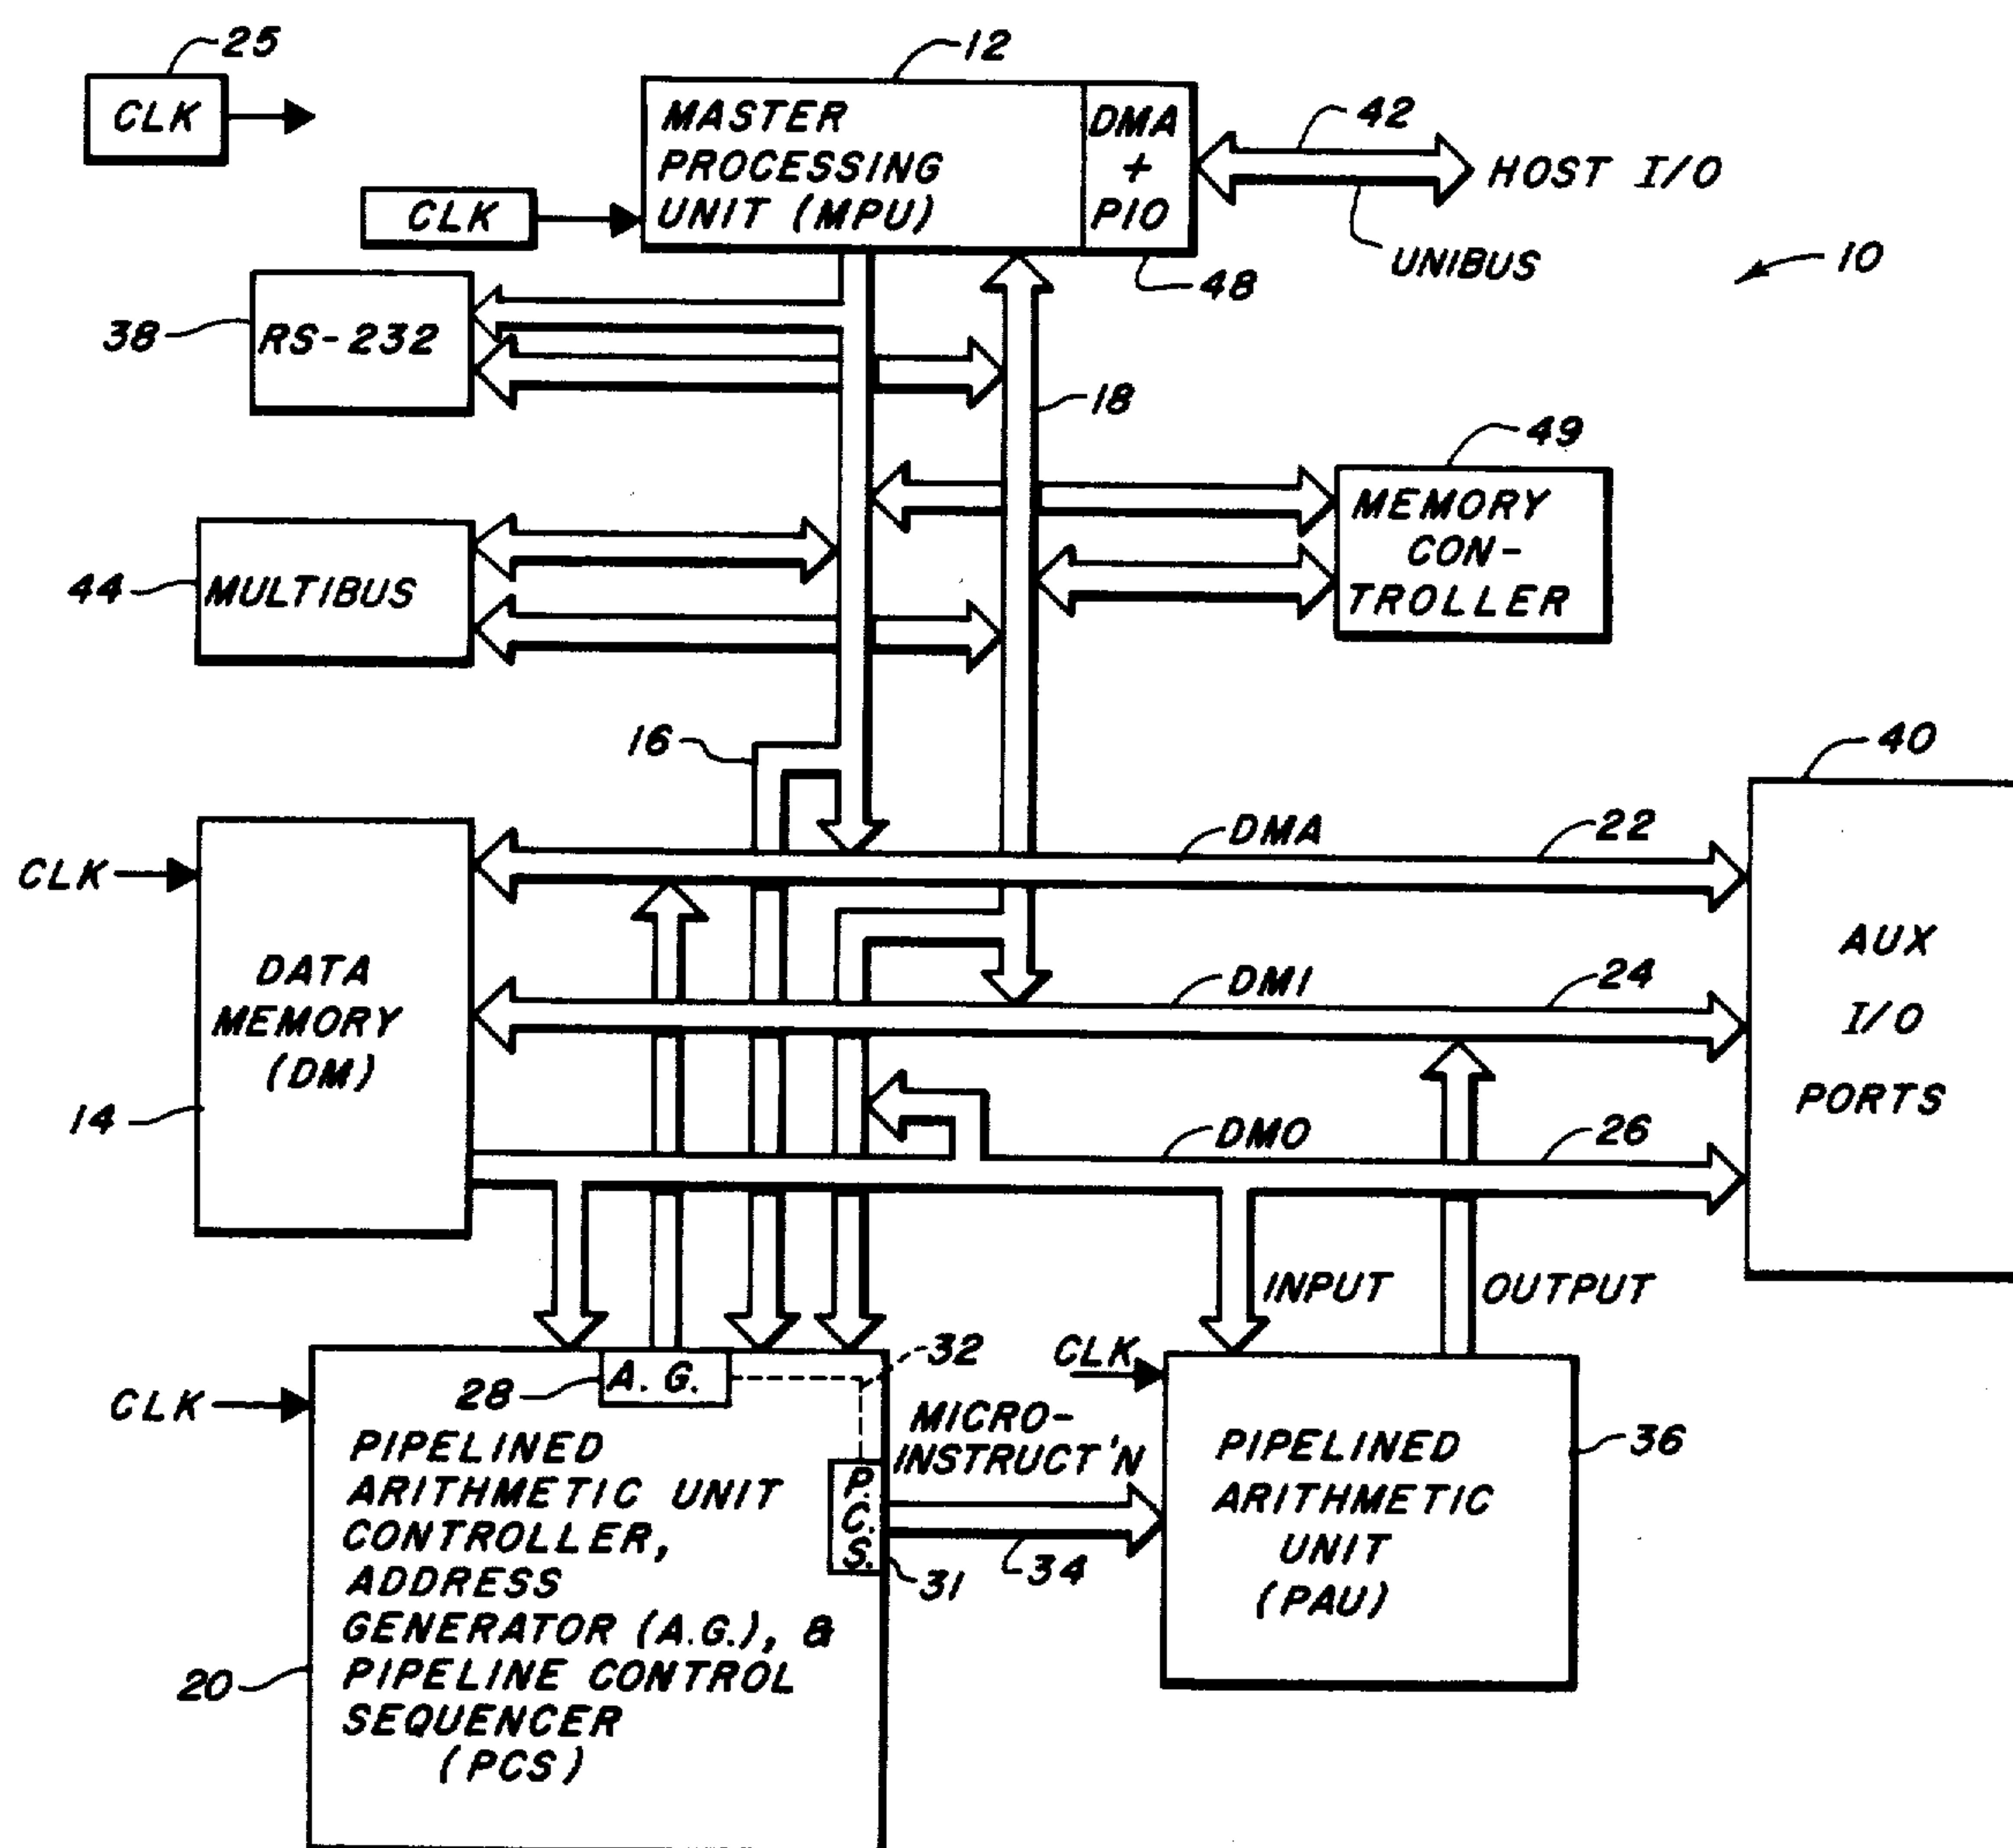 25
CLK
12
MASTER
PROCESSING
UNIT (MPU)
DMA
+
PIO
42
HOST I/O
UNIBUS
10
CLK
48
38
RS-232
18
49
MEMORY
CON-
TROLLER
44
MULTIBUS
16
40
DMA
22
CLK
DATA
MEMORY
(DM)
14
AUX
I/O
PORTS
DMI
24
DMO
26
INPUT
OUTPUT
CLK
28
A. G.
32
CLK
PIPELINED
ARITHMETIC UNIT
CONTROLLER,
ADDRESS
GENERATOR (A.G.), &
PIPELINE CONTROL
SEQUENCER
(PCS)
20
P.
C.
S.
31
MICRO-
INSTRUCT'N
34
PIPELINED
ARITHMETIC
UNIT
(PAU)
36